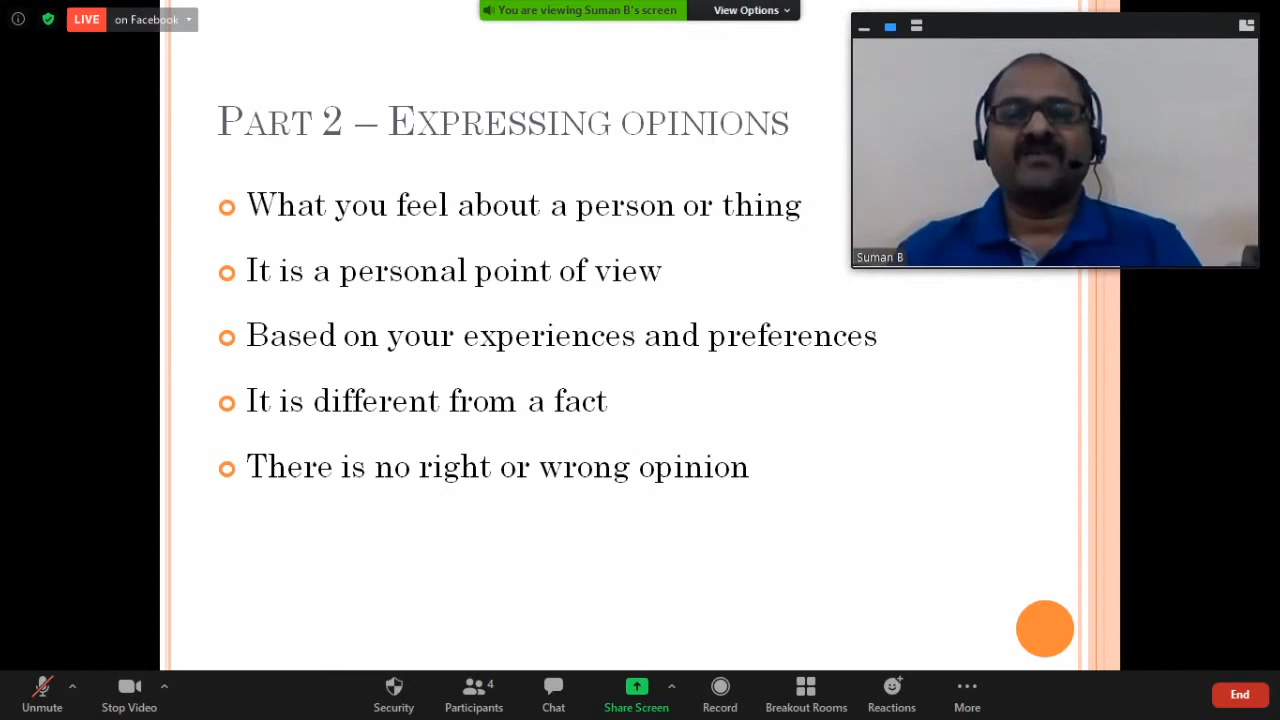 LIVE on Facebook
You are viewing Suman B's screen
View Options
PART 2 – EXPRESSING OPINIONS
What you feel about a person or thing
It is a personal point of view
Based on your experiences and preferences
It is different from a fact
There is no right or wrong opinion
Suman B
Unmute
Stop Video
Security
4
Participants
Chat
Share Screen
Record
Breakout Rooms
Reactions
More
End